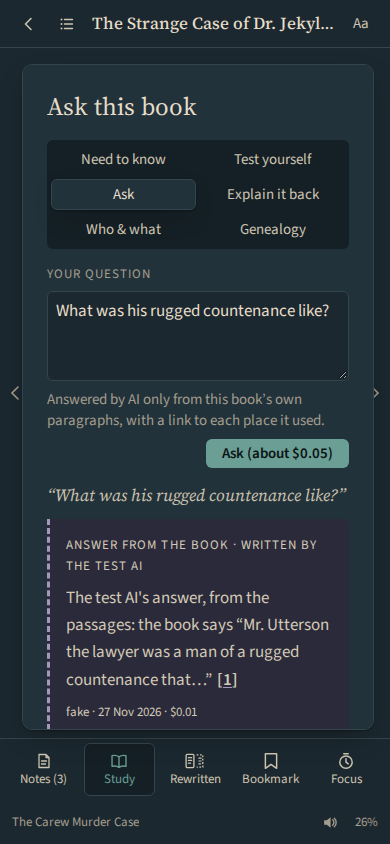 The Strange Case of Dr. Jekyl… Aa
Ask this book
Need to know Test yourself
Ask Explain it back
Who & what Genealogy
YOUR QUESTION
What was his rugged countenance like?
Answered by AI only from this book’s own
paragraphs, with a link to each place it used.
Ask (about $0.05)
“What was his rugged countenance like?”
ANSWER FROM THE BOOK · WRITTEN BY
THE TEST AI
The test AI's answer, from the
passages: the book says “Mr. Utterson
the lawyer was a man of a rugged
countenance that…” [1]
fake · 27 Nov 2026 · $0.01
Notes (3) Study Rewritten Bookmark Focus
The Carew Murder Case 26%